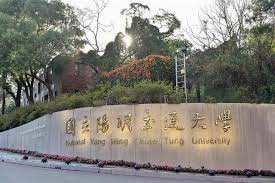 國立陽明交通大學
National Yang Ming Chiao Tung University